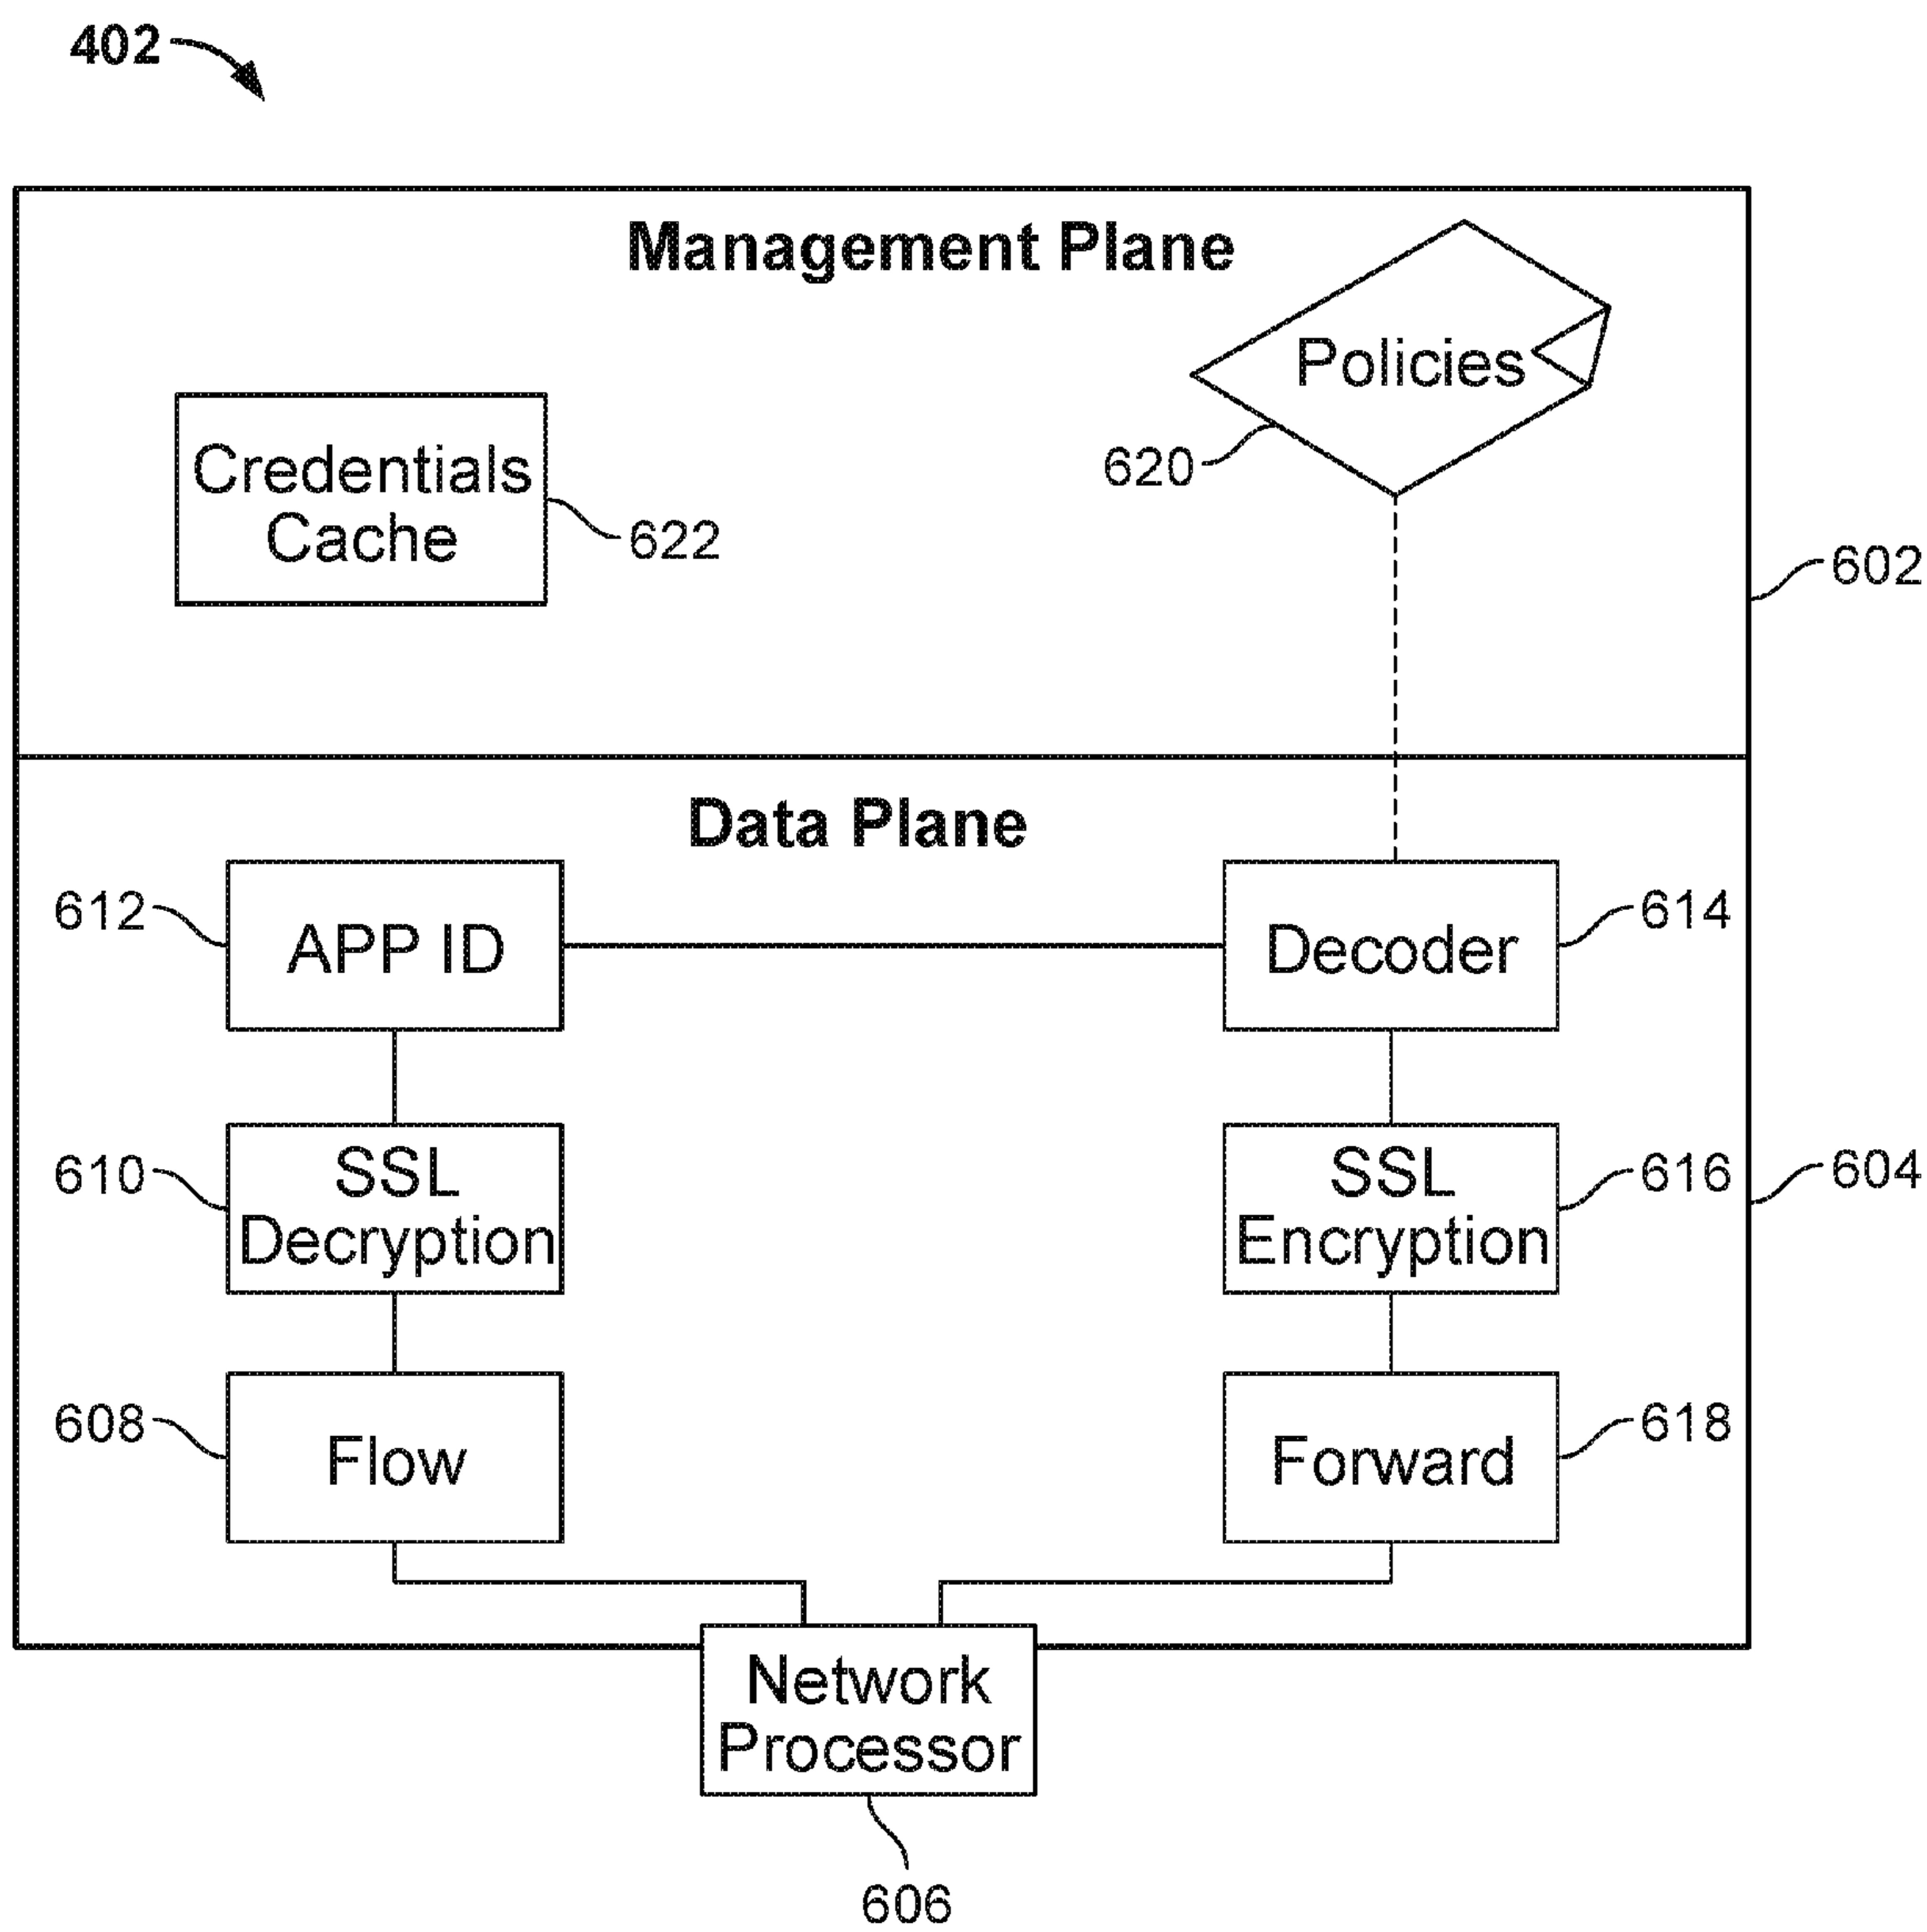 402
Management Plane
Policies
620
Credentials
Cache
622
602
Data Plane
612
APP ID
Decoder
614
610
SSL
Decryption
SSL
Encryption
616
604
608
Flow
Forward
618
Network
Processor
606